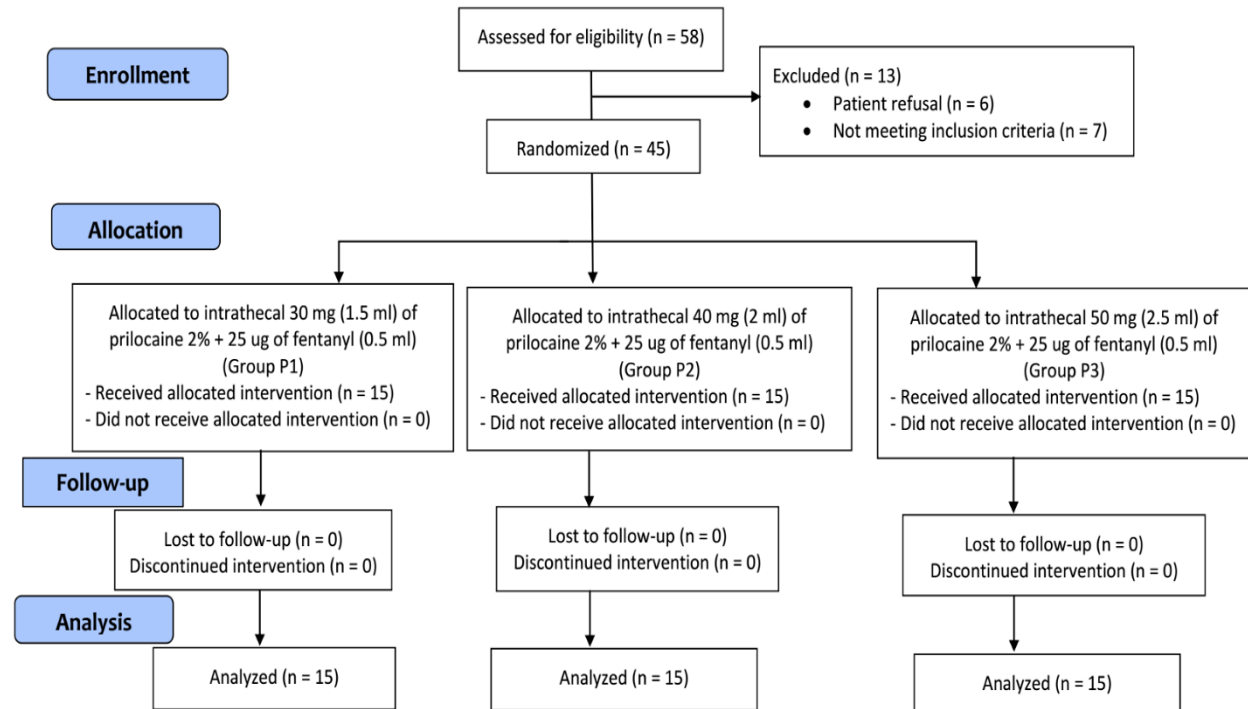 Assessed for eligibility (n = 58)
Enrollment
Excluded (n = 13)
• Patient refusal (n = 6)
• Not meeting inclusion criteria (n = 7)
Randomized (n = 45)
Allocation
Allocated to intrathecal 30 mg (1.5 ml) of
prilocaine 2% + 25 ug of fentanyl (0.5 ml)
(Group P1)
- Received allocated intervention (n = 15)
- Did not receive allocated intervention (n = 0)
Allocated to intrathecal 40 mg (2 ml) of
prilocaine 2% + 25 ug of fentanyl (0.5 ml)
(Group P2)
- Received allocated intervention (n = 15)
- Did not receive allocated intervention (n = 0)
Allocated to intrathecal 50 mg (2.5 ml) of
prilocaine 2% + 25 ug of fentanyl (0.5 ml)
(Group P3)
- Received allocated intervention (n = 15)
- Did not receive allocated intervention (n = 0)
Follow-up
Lost to follow-up (n = 0)
Discontinued intervention (n = 0)
Lost to follow-up (n = 0)
Discontinued intervention (n = 0)
Lost to follow-up (n = 0)
Discontinued intervention (n = 0)
Analysis
Analyzed (n = 15)
Analyzed (n = 15)
Analyzed (n = 15)